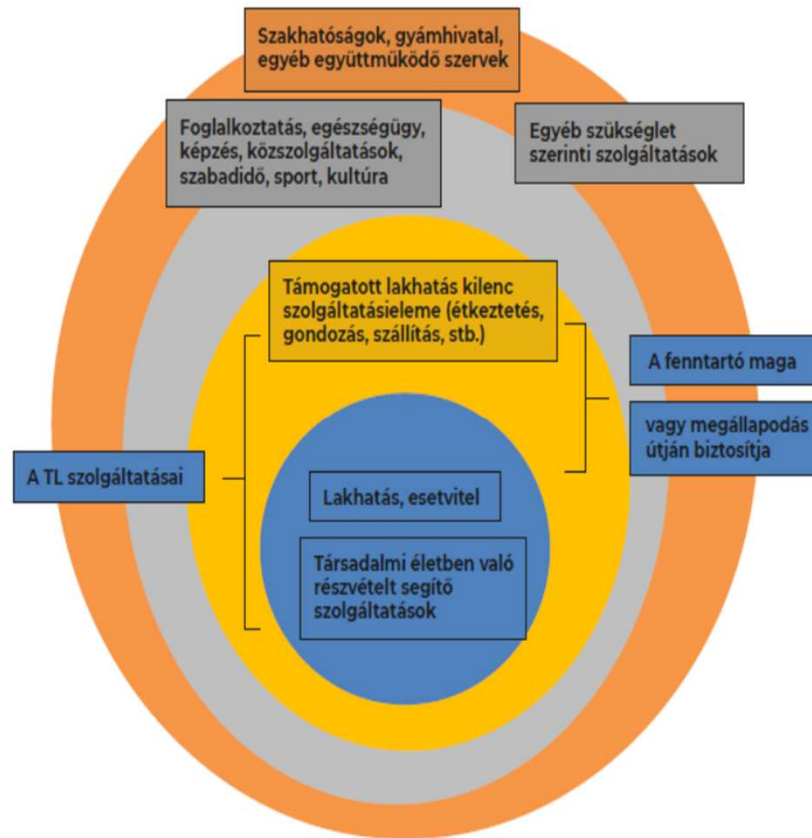 Szakhatóságok, gyámhivatal,
egyéb együttműködő szervek
Foglalkoztatás, egészségügy,
képzés, közszolgáltatások,
szabadidő, sport, kultúra
Egyéb szükséglet
szerinti szolgáltatások
Támogatott lakhatás kilenc
szolgáltatásieleme (étkeztetés,
gondozás, szállítás, stb.)
A fenntartó maga
vagy megállapodás
útján biztosítja
A TL szolgáltatásai
Lakhatás, esetvitel
Társadalmi életben való
részvételt segítő
szolgáltatások